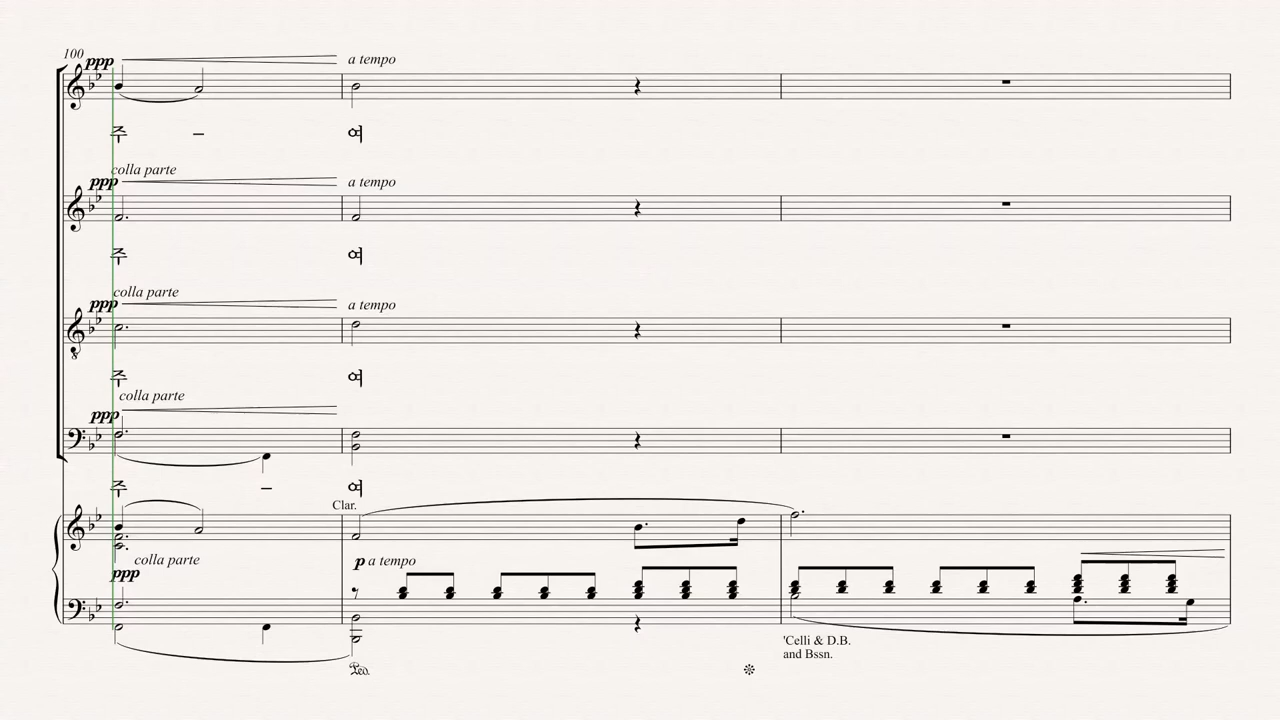 100
ppp a tempo
주 – 여
colla parte
ppp a tempo
주 여
colla parte
ppp a tempo
주 여
colla parte
ppp
주 – 여
Clar.
colla parte p a tempo
ppp
'Celli & D.B.
and Bssn.
Ped.